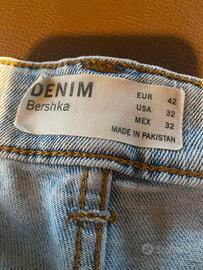 DENIM
Bershka
EUR 42
USA 32
MEX 32
MADE IN PAKISTAN